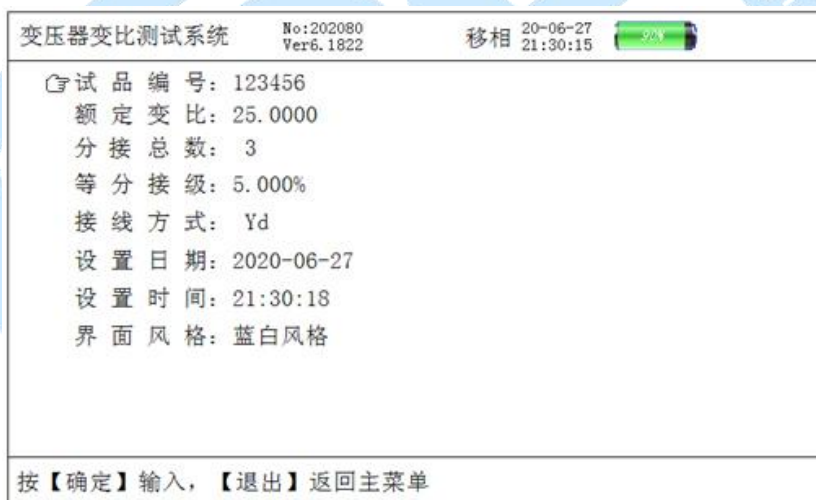 变压器变比测试系统 No:202080 移相 20-06-27
Ver6.1822 21:30:15
试品编号: 123456
额定变比: 25.0000
分接总数: 3
等分接级: 5.000%
接线方式: Yd
设置日期: 2020-06-27
设置时间: 21:30:18
界面风格: 蓝白风格
按【确定】输入，【退出】返回主菜单